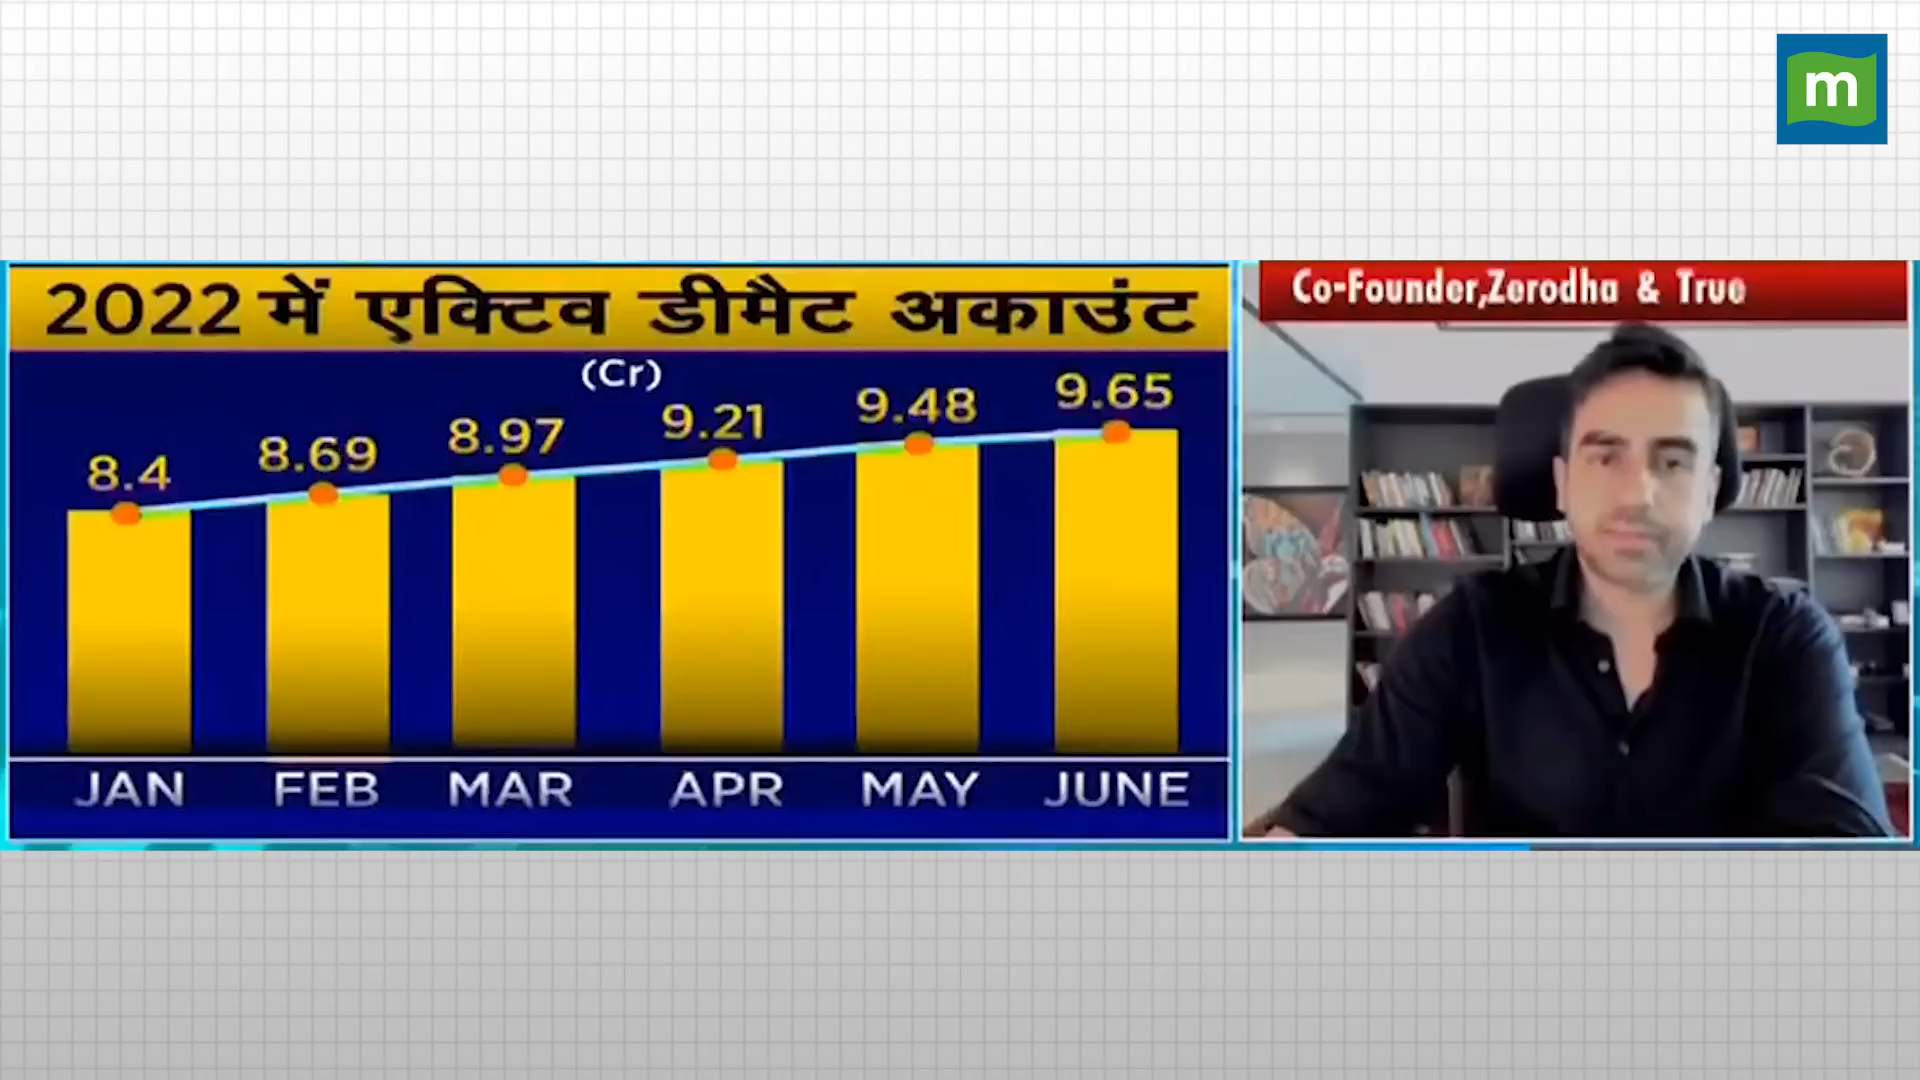 m
2022 में एक्टिव डीमैट अकाउंट
(Cr)
8.4 8.69 8.97 9.21 9.48 9.65
JAN FEB MAR APR MAY JUNE
Co-Founder,Zerodha & True